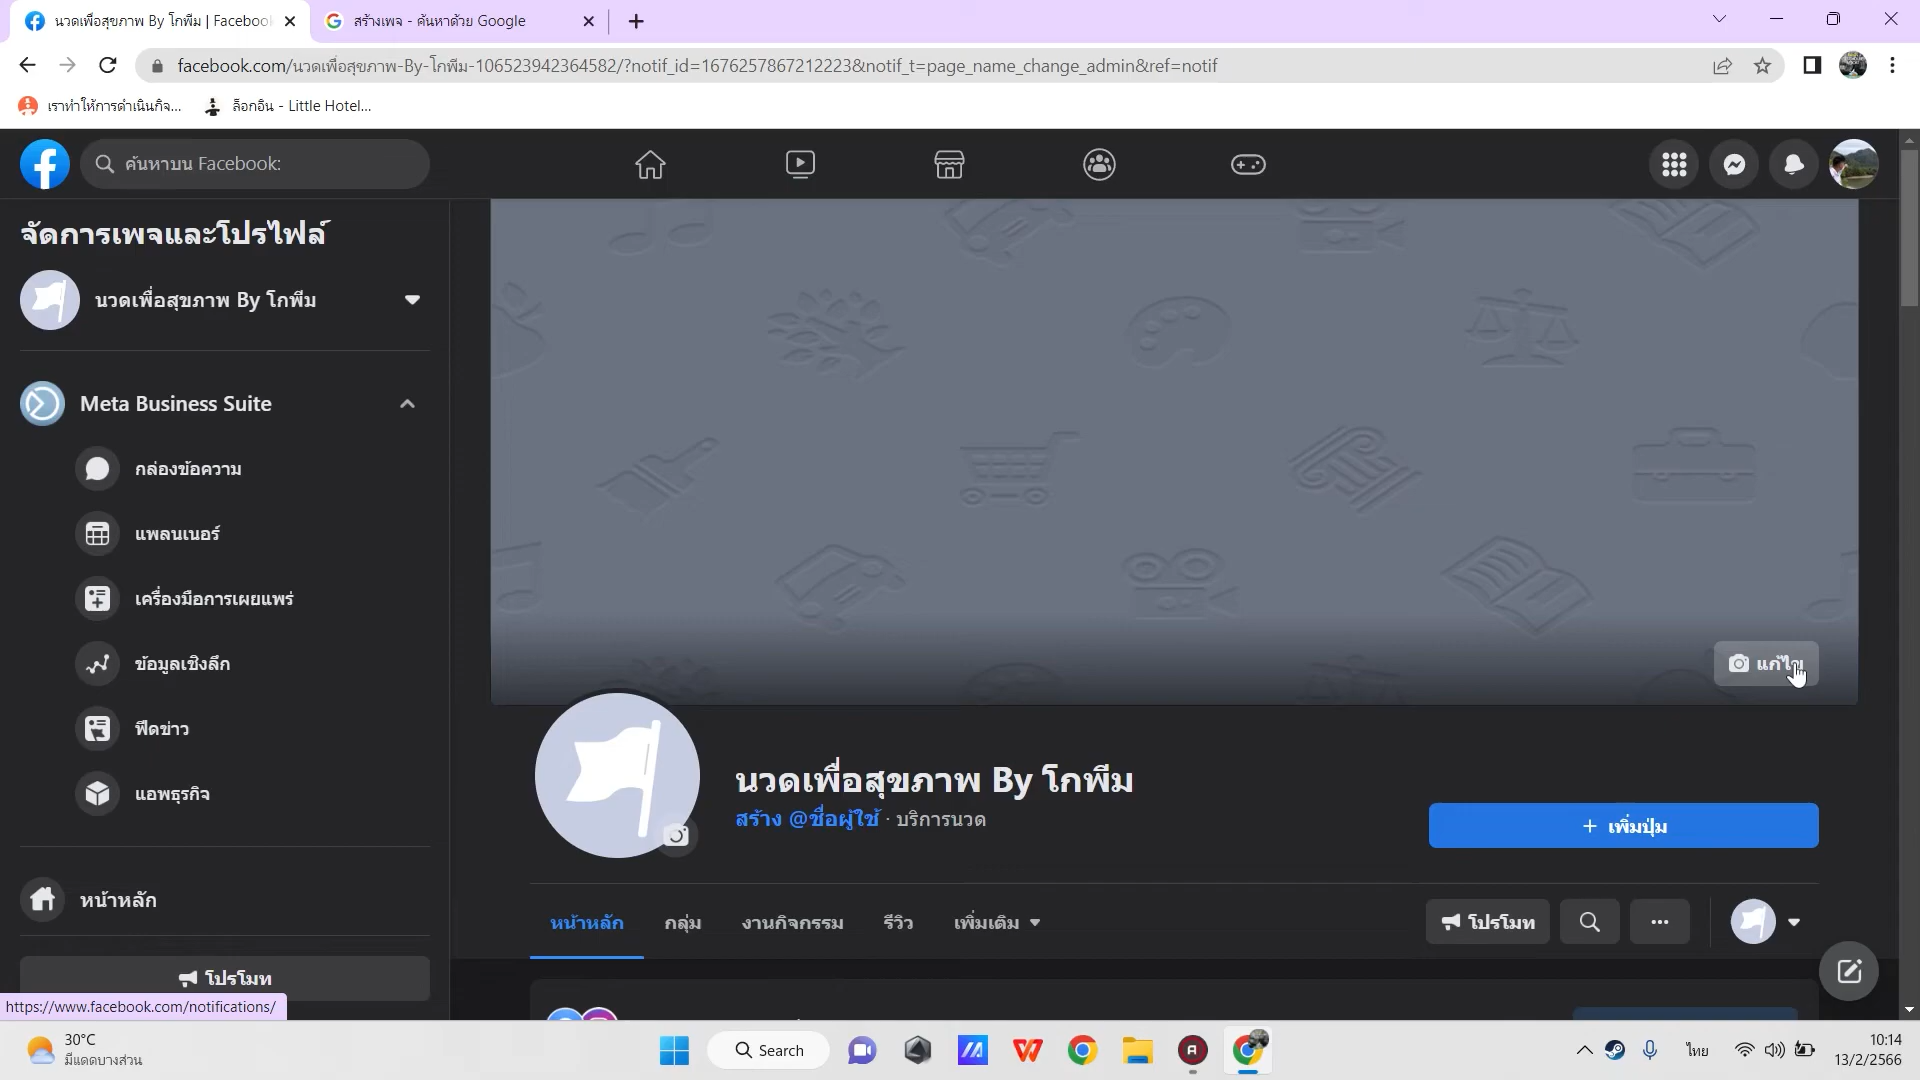 นวดเพื่อสุขภาพ By โกพีม | Facebook
สร้างเพจ - ค้นหาด้วย Google
facebook.com/นวดเพื่อสุขภาพ-By-โกพีม-106523942364582/?notif_id=1676257867212223&notif_t=page_name_change_admin&ref=notif
เราทำให้การดำเนินกิจ...
ล็อกอิน - Little Hotel...
ค้นหาบน Facebook:
จัดการเพจและโปรไฟล์
นวดเพื่อสุขภาพ By โกพีม
Meta Business Suite
กล่องข้อความ
แพลนเนอร์
เครื่องมือการเผยแพร่
ข้อมูลเชิงลึก
ฟีดข่าว
แอพธุรกิจ
หน้าหลัก
โปรโมท
https://www.facebook.com/notifications/
แก้ไข
นวดเพื่อสุขภาพ By โกพีม
สร้าง @ชื่อผู้ใช้ · บริการนวด
+ เพิ่มปุ่ม
หน้าหลัก กลุ่ม งานกิจกรรม รีวิว เพิ่มเติม
โปรโมท
30°C
มีแดดบางส่วน
Search
ไทย
10:14
13/2/2566